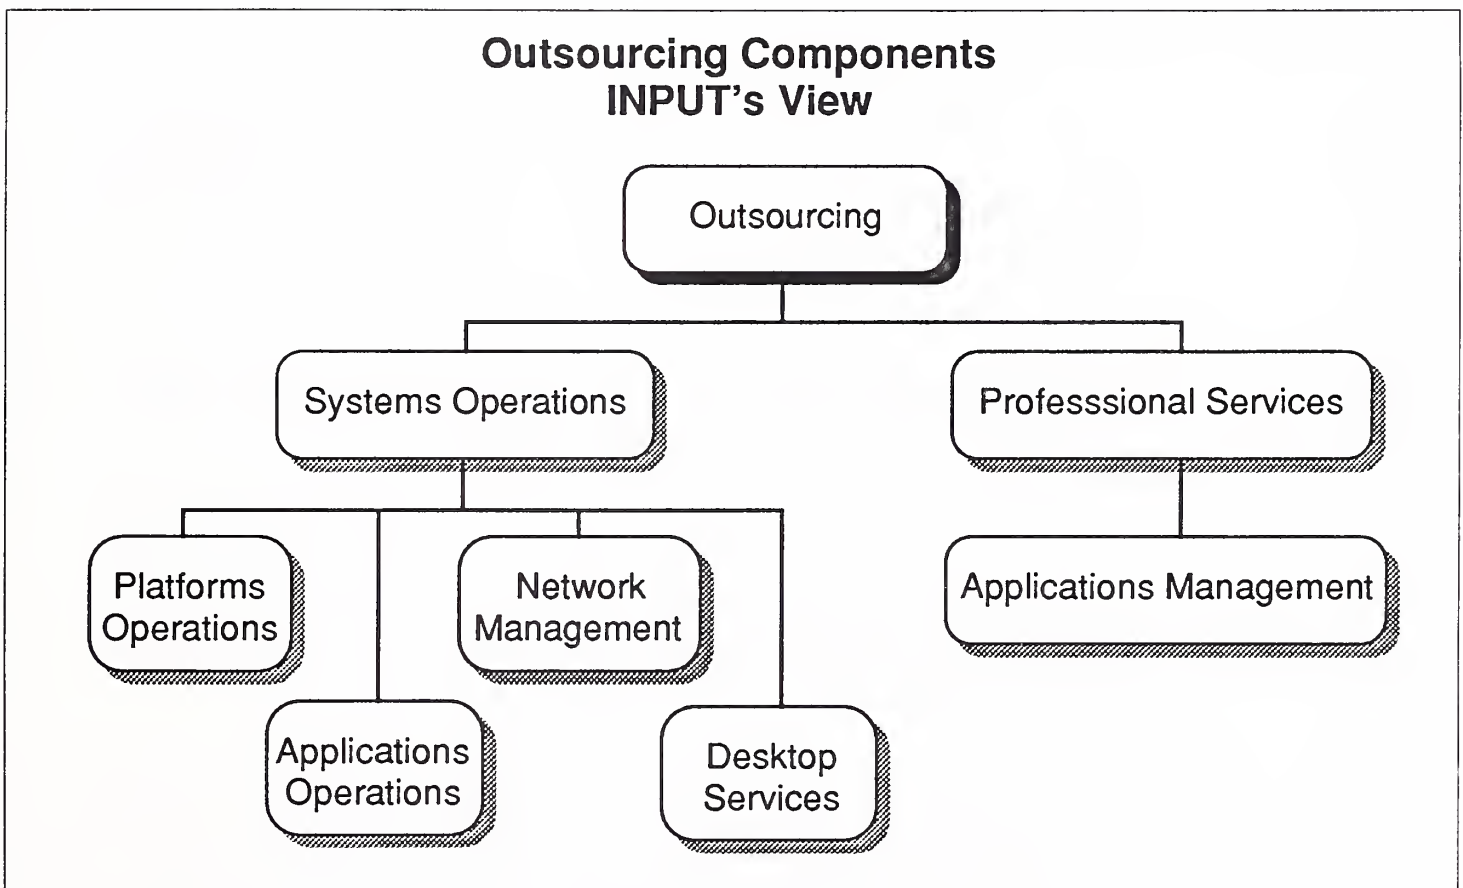 Outsourcing Components
INPUT's View
Outsourcing
Systems Operations
Professsional Services
Platforms
Operations
Network
Management
Applications Management
Applications
Operations
Desktop
Services